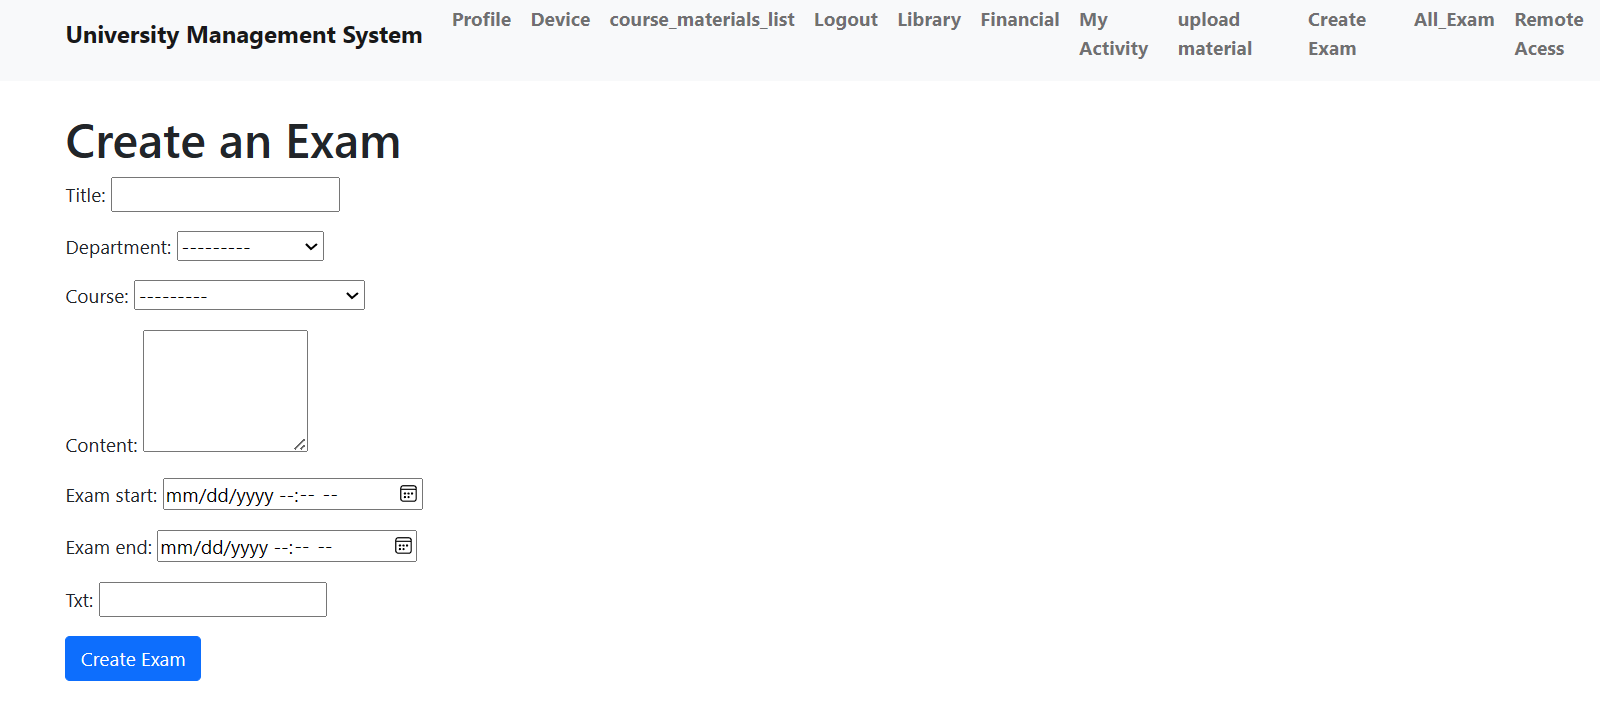 University Management System
Profile Device course_materials_list Logout Library Financial My Activity upload material Create Exam All_Exam Remote Acess
Create an Exam
Title:
Department: ---------
Course: ---------
Content:
Exam start: mm/dd/yyyy --:-- --
Exam end: mm/dd/yyyy --:-- --
Txt:
Create Exam